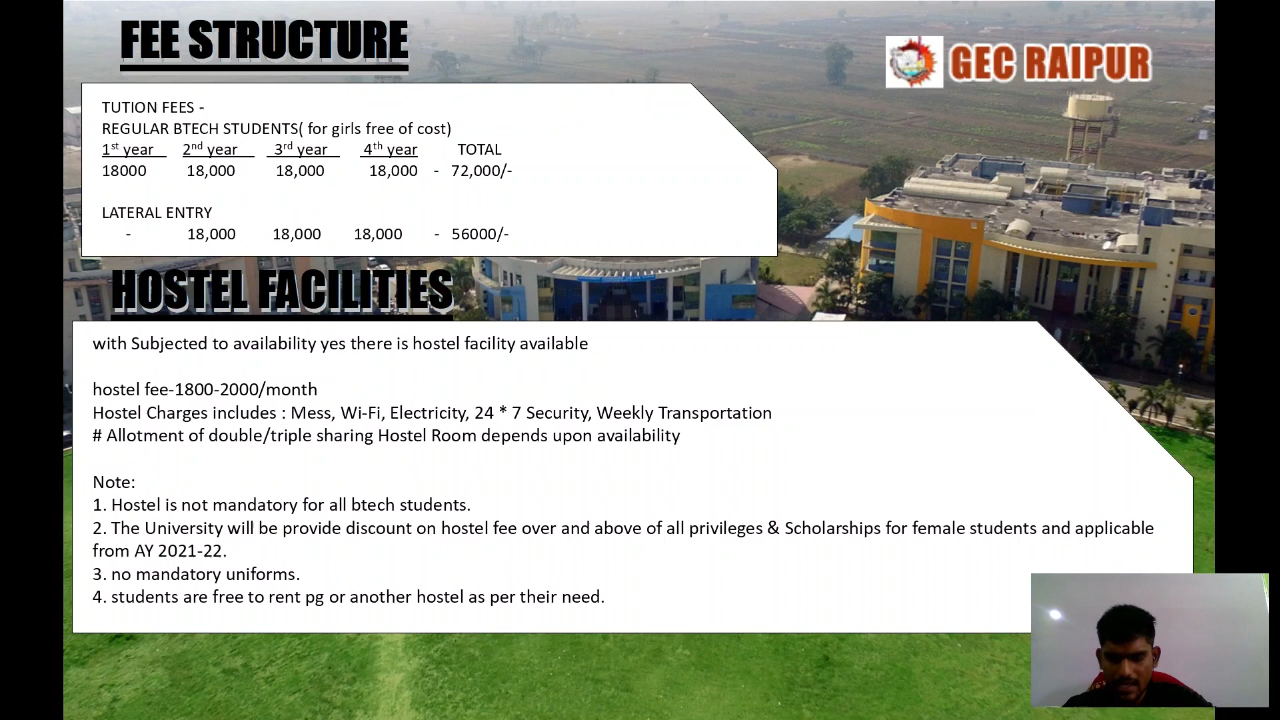 FEE STRUCTURE
GEC RAIPUR
TUTION FEES -
REGULAR BTECH STUDENTS( for girls free of cost)
1st year 2nd year 3rd year 4th year TOTAL
18000 18,000 18,000 18,000 - 72,000/-
LATERAL ENTRY
- 18,000 18,000 18,000 - 56000/-
HOSTEL FACILITIES
with Subjected to availability yes there is hostel facility available
hostel fee-1800-2000/month
Hostel Charges includes : Mess, Wi-Fi, Electricity, 24 * 7 Security, Weekly Transportation
# Allotment of double/triple sharing Hostel Room depends upon availability
Note:
1. Hostel is not mandatory for all btech students.
2. The University will be provide discount on hostel fee over and above of all privileges & Scholarships for female students and applicable
from AY 2021-22.
3. no mandatory uniforms.
4. students are free to rent pg or another hostel as per their need.